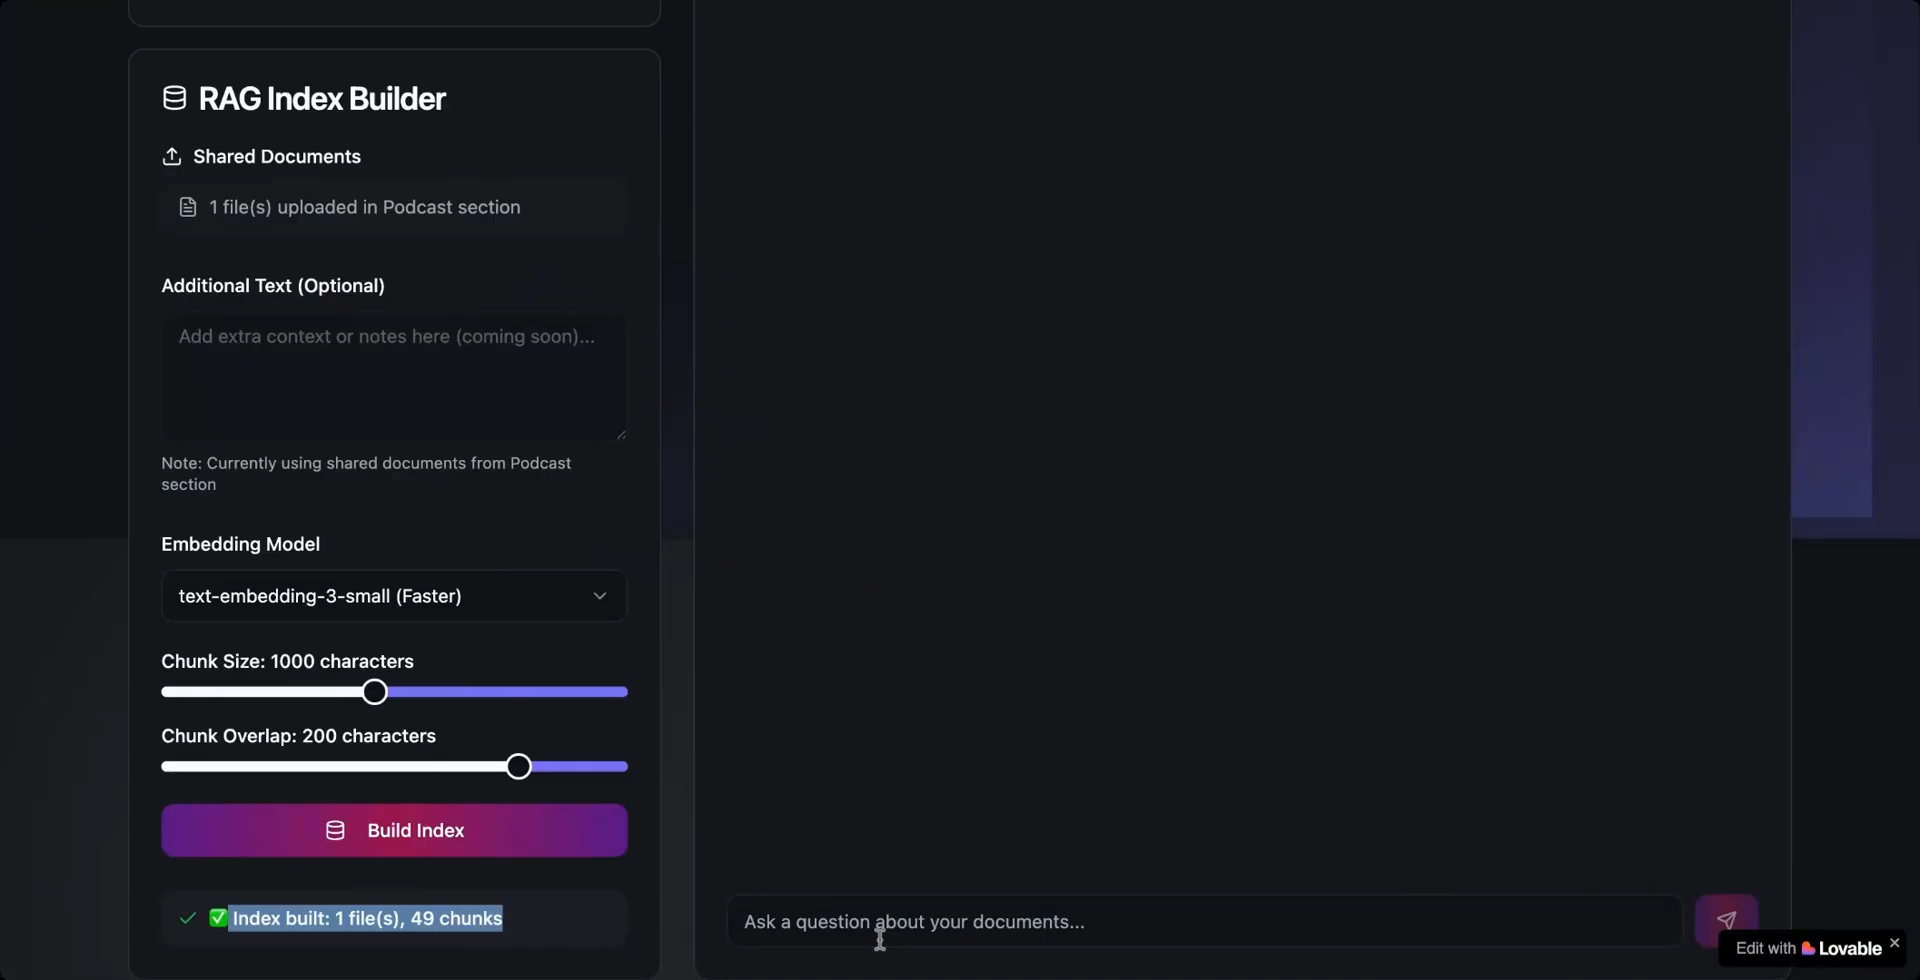 RAG Index Builder
Shared Documents
1 file(s) uploaded in Podcast section
Additional Text (Optional)
Add extra context or notes here (coming soon)...
Note: Currently using shared documents from Podcast
section
Embedding Model
text-embedding-3-small (Faster)
Chunk Size: 1000 characters
Chunk Overlap: 200 characters
Build Index
✅ Index built: 1 file(s), 49 chunks
Ask a question about your documents...
Edit with Lovable